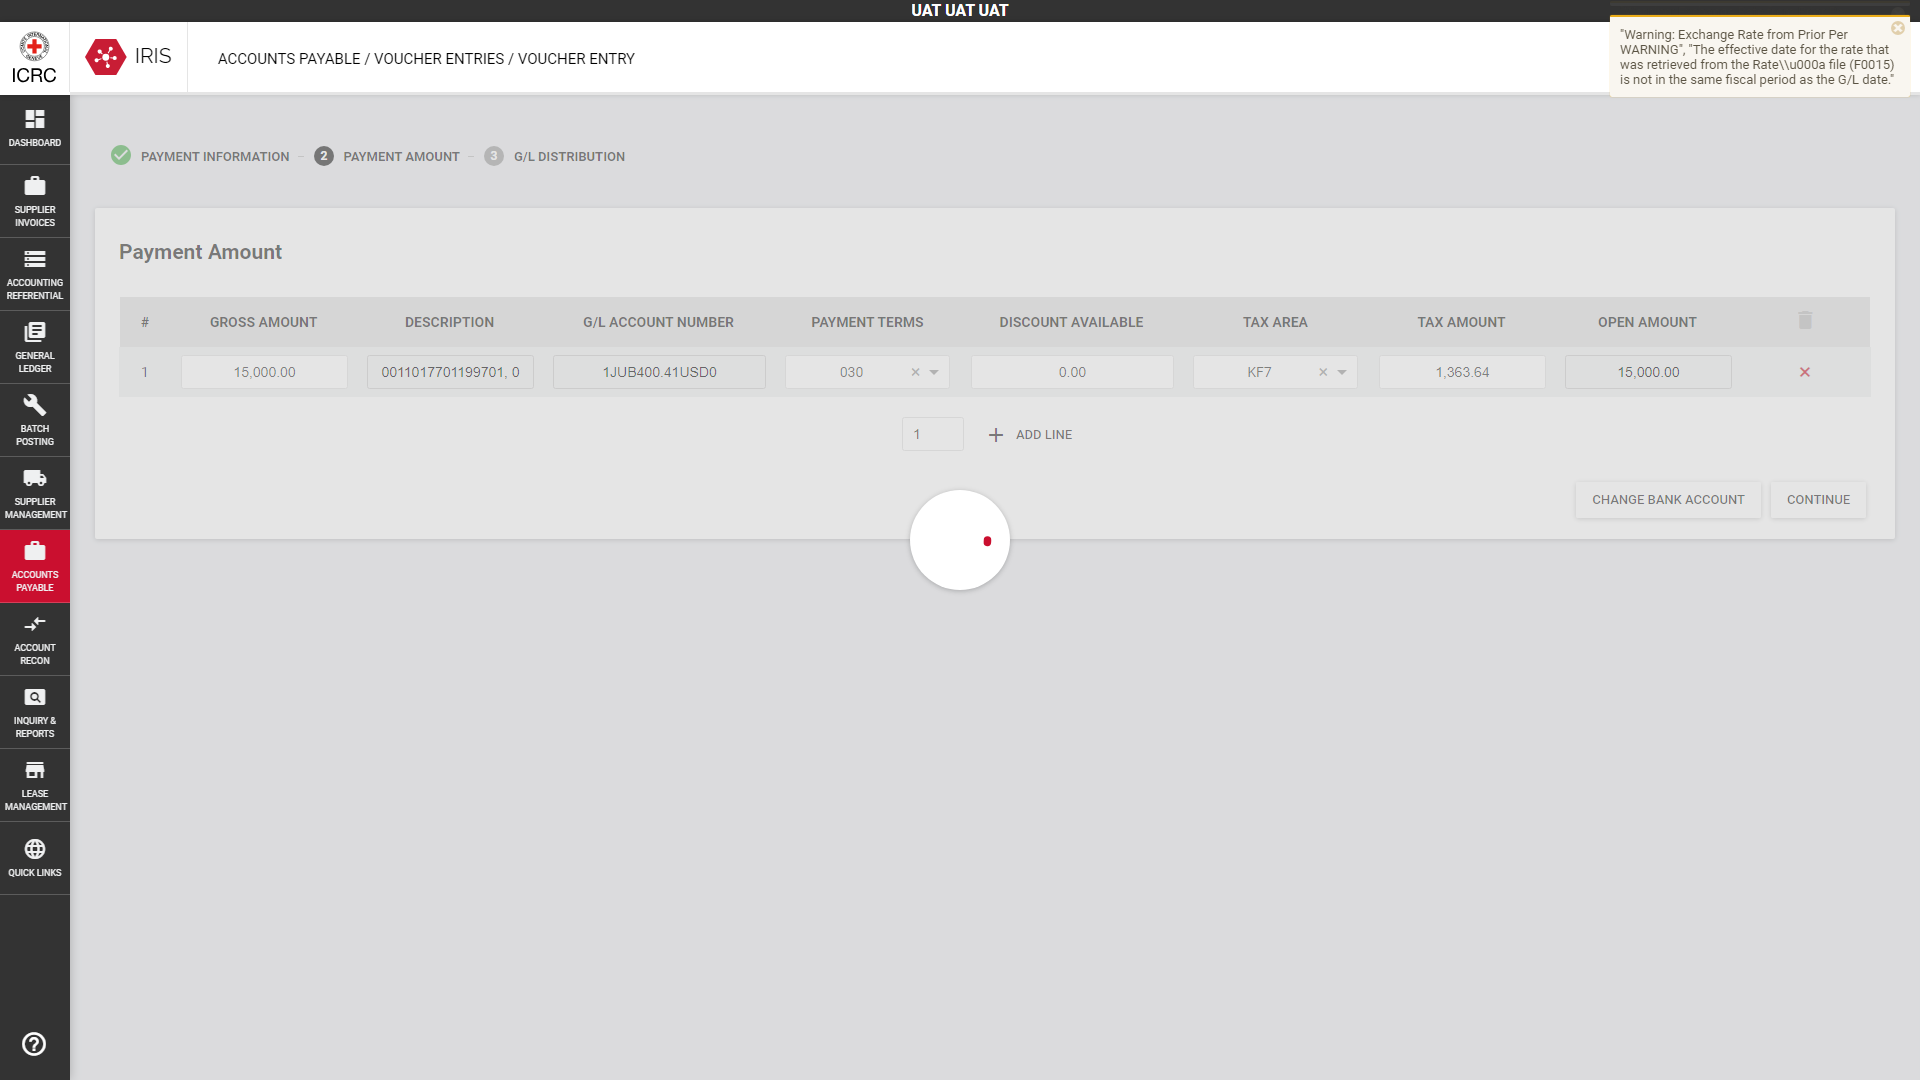 UAT UAT UAT
ICRC
IRIS
ACCOUNTS PAYABLE / VOUCHER ENTRIES / VOUCHER ENTRY
"Warning: Exchange Rate from Prior Per
WARNING", "The effective date for the rate that
was retrieved from the Rate\\u000a file (F0015)
is not in the same fiscal period as the G/L date."
DASHBOARD
SUPPLIER
INVOICES
ACCOUNTING
REFERENTIAL
GENERAL
LEDGER
BATCH
POSTING
SUPPLIER
MANAGEMENT
ACCOUNTS
PAYABLE
ACCOUNT
RECON
INQUIRY &
REPORTS
LEASE
MANAGEMENT
QUICK LINKS
PAYMENT INFORMATION
2 PAYMENT AMOUNT
3 G/L DISTRIBUTION
Payment Amount
# GROSS AMOUNT DESCRIPTION G/L ACCOUNT NUMBER PAYMENT TERMS DISCOUNT AVAILABLE TAX AREA TAX AMOUNT OPEN AMOUNT
1 15,000.00 0011017701199701, 0 1JUB400.41USD0 030 0.00 KF7 1,363.64 15,000.00
1 ADD LINE
CHANGE BANK ACCOUNT CONTINUE